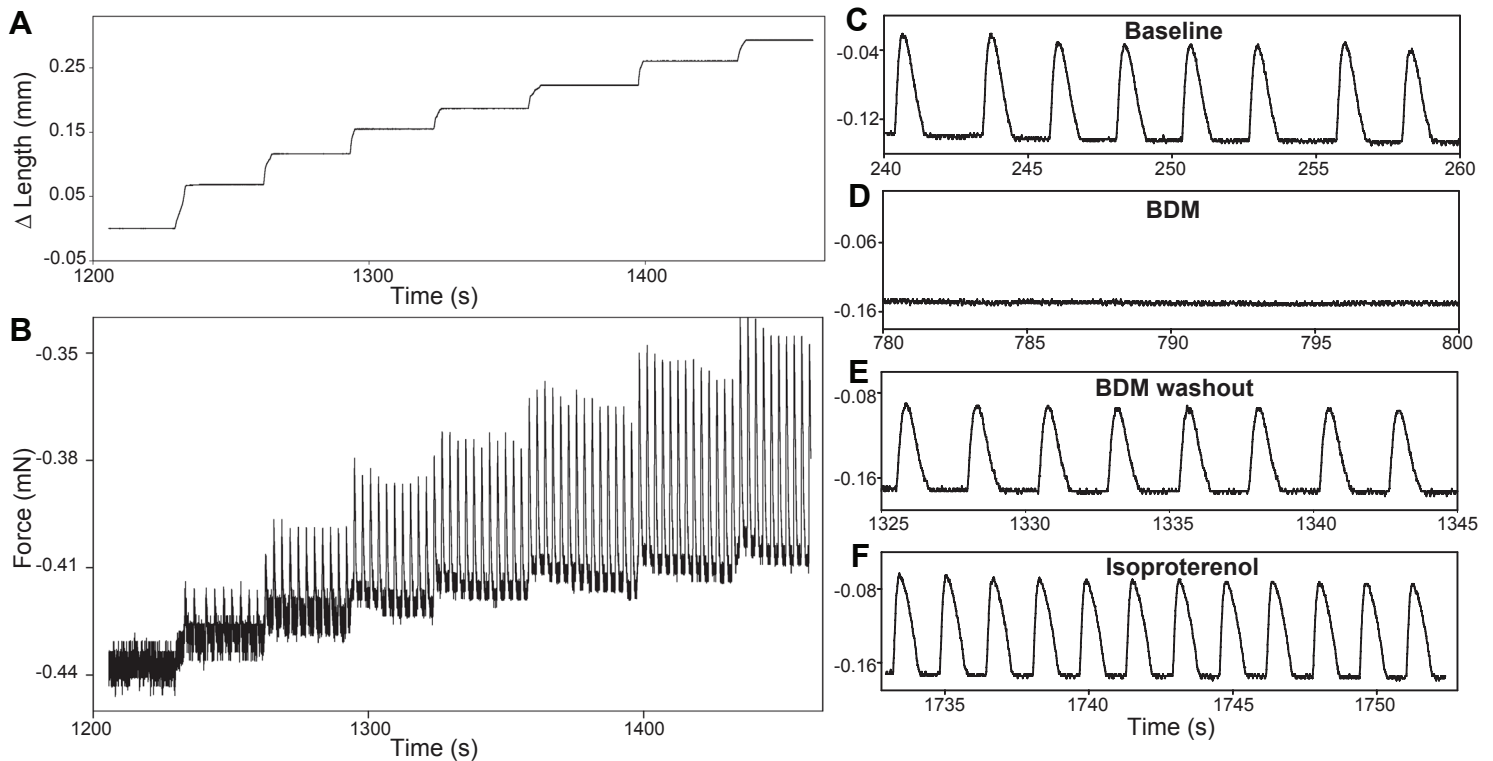 A
Δ Length (mm)
0.25
0.15
0.05
-0.05
1200
1300
1400
Time (s)
B
Force (mN)
-0.35
-0.38
-0.41
-0.44
1200
1300
1400
Time (s)
C
Baseline
-0.04
-0.12
240
245
250
255
260
D
BDM
-0.06
-0.16
780
785
790
795
800
E
BDM washout
-0.08
-0.16
1325
1330
1335
1340
1345
F
Isoproterenol
-0.08
-0.16
1735
1740
1745
1750
Time (s)